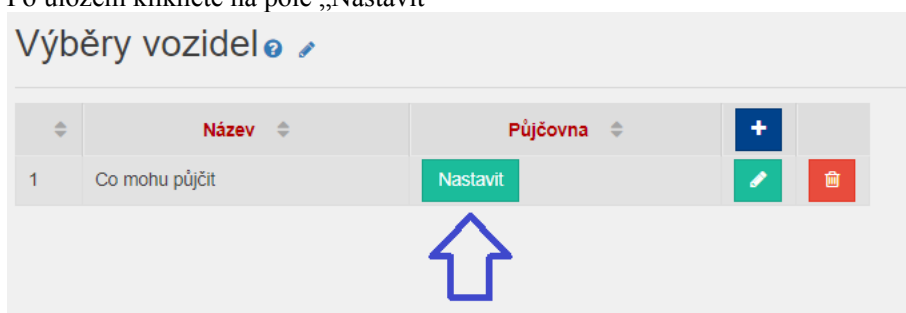 Po uložení klikněte na pole „Nastavit“
Výběry vozidel
Název Půjčovna
1 Co mohu půjčit Nastavit